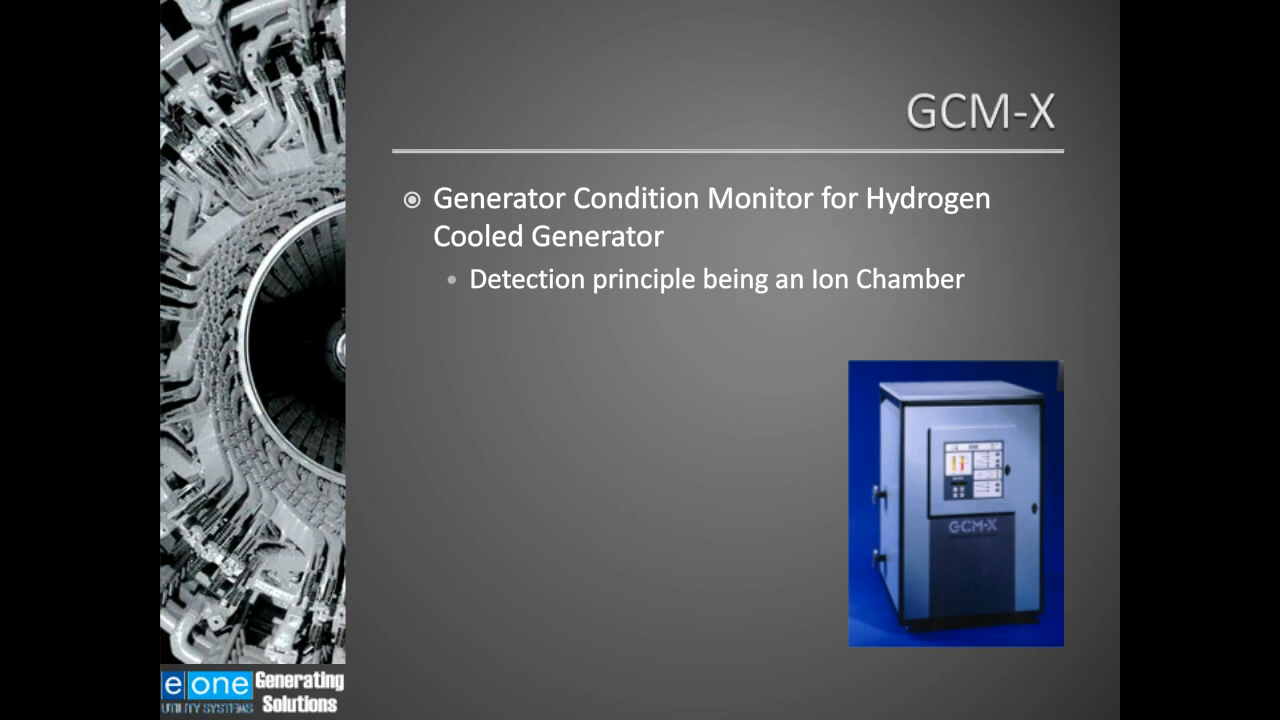 GCM-X
Generator Condition Monitor for Hydrogen
Cooled Generator
Detection principle being an Ion Chamber
GCM-X
e one
UTILITY SYSTEMS
Generating
Solutions